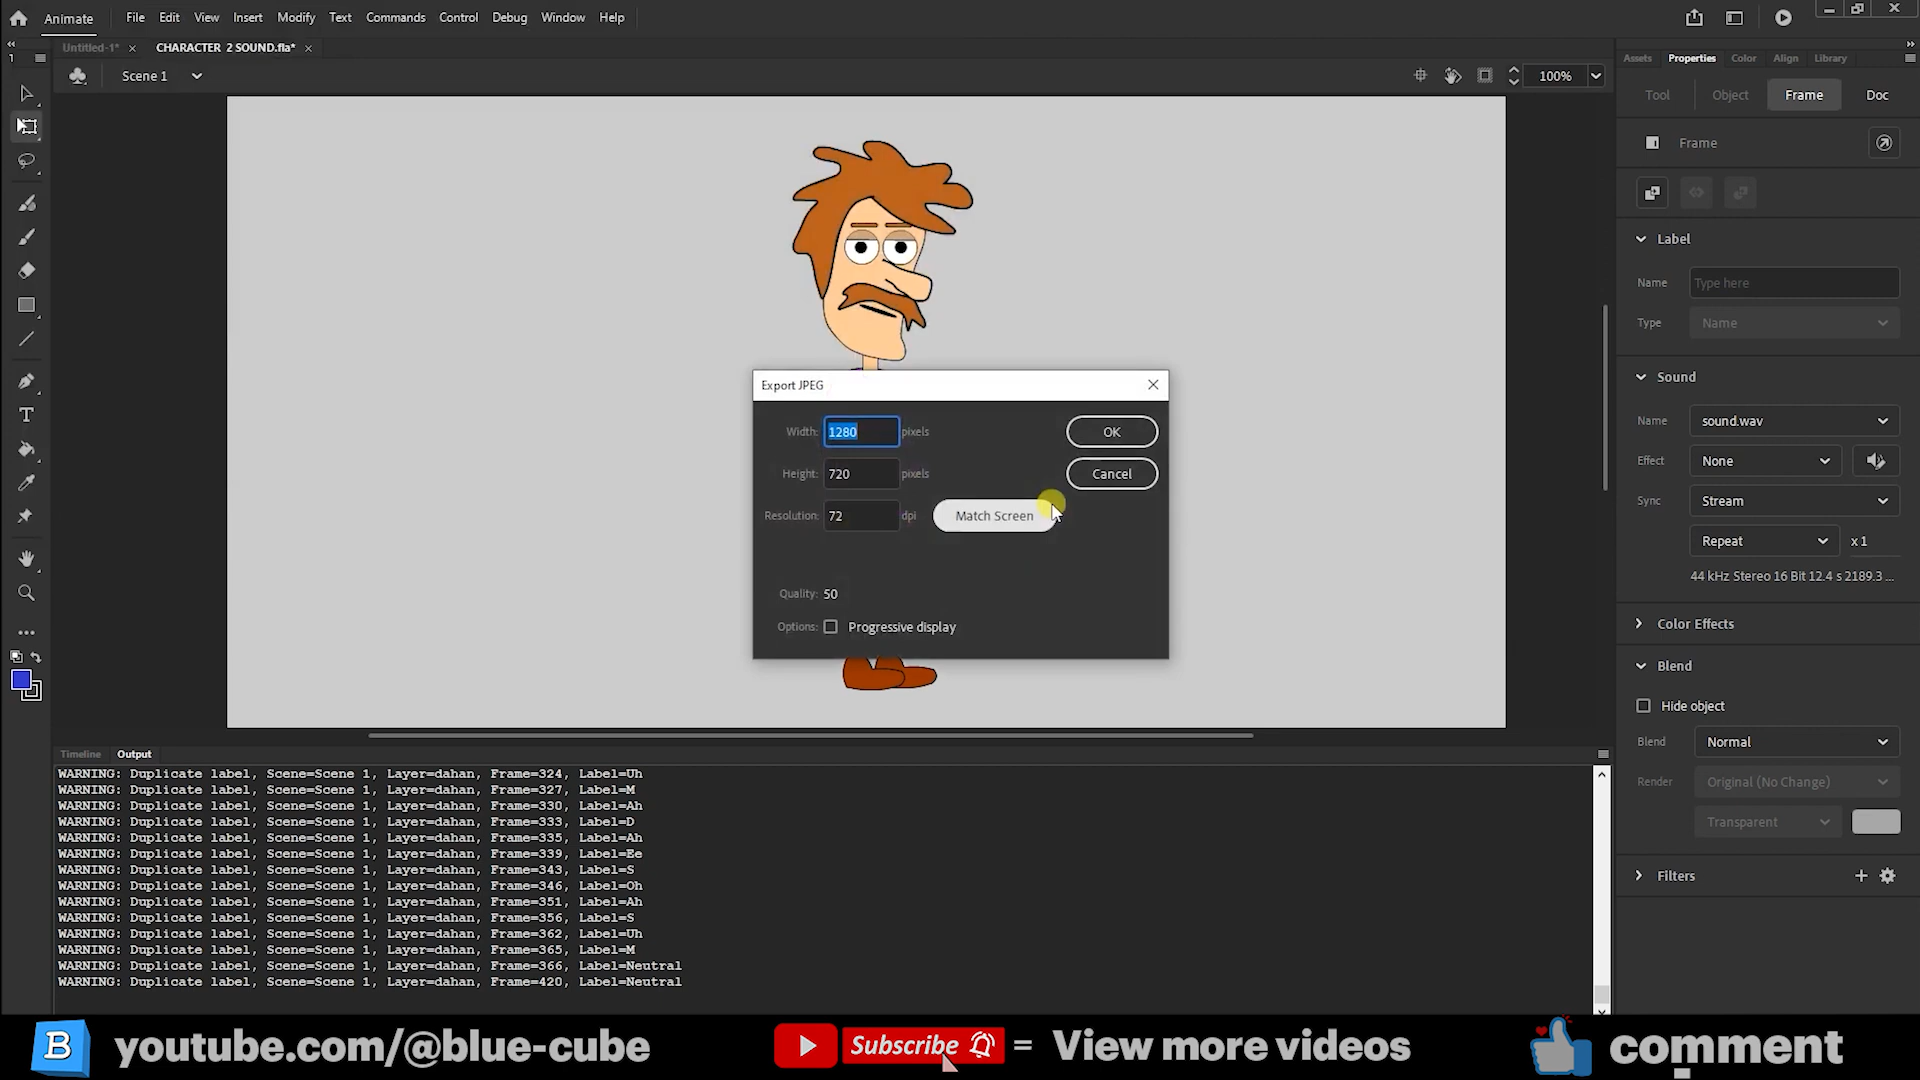 Animate File Edit View Insert Modify Text Commands Control Debug Window Help
Untitled-1* × CHARACTER 2 SOUND.fla* ×
Scene 1
100%
Assets Properties Color Align Library
Tool Object Frame Doc
Frame
Label
Name Type here
Type Name
Sound
Name sound.wav
Effect None
Sync Stream
Repeat x 1
44 kHz Stereo 16 Bit 12.4 s 2189.3 ...
Color Effects
Blend
Hide object
Blend Normal
Render Original (No Change)
Transparent
Filters
Export JPEG
Width: 1280 pixels OK
Height: 720 pixels Cancel
Resolution: 72 dpi Match Screen
Quality: 50
Options: Progressive display
Timeline Output
WARNING: Duplicate label, Scene=Scene 1, Layer=dahan, Frame=324, Label=Uh
WARNING: Duplicate label, Scene=Scene 1, Layer=dahan, Frame=327, Label=M
WARNING: Duplicate label, Scene=Scene 1, Layer=dahan, Frame=330, Label=Ah
WARNING: Duplicate label, Scene=Scene 1, Layer=dahan, Frame=333, Label=D
WARNING: Duplicate label, Scene=Scene 1, Layer=dahan, Frame=335, Label=Ah
WARNING: Duplicate label, Scene=Scene 1, Layer=dahan, Frame=339, Label=Ee
WARNING: Duplicate label, Scene=Scene 1, Layer=dahan, Frame=343, Label=S
WARNING: Duplicate label, Scene=Scene 1, Layer=dahan, Frame=346, Label=Oh
WARNING: Duplicate label, Scene=Scene 1, Layer=dahan, Frame=351, Label=Ah
WARNING: Duplicate label, Scene=Scene 1, Layer=dahan, Frame=356, Label=S
WARNING: Duplicate label, Scene=Scene 1, Layer=dahan, Frame=362, Label=Uh
WARNING: Duplicate label, Scene=Scene 1, Layer=dahan, Frame=365, Label=M
WARNING: Duplicate label, Scene=Scene 1, Layer=dahan, Frame=366, Label=Neutral
WARNING: Duplicate label, Scene=Scene 1, Layer=dahan, Frame=420, Label=Neutral
B youtube.com/@blue-cube Subscribe = View more videos comment